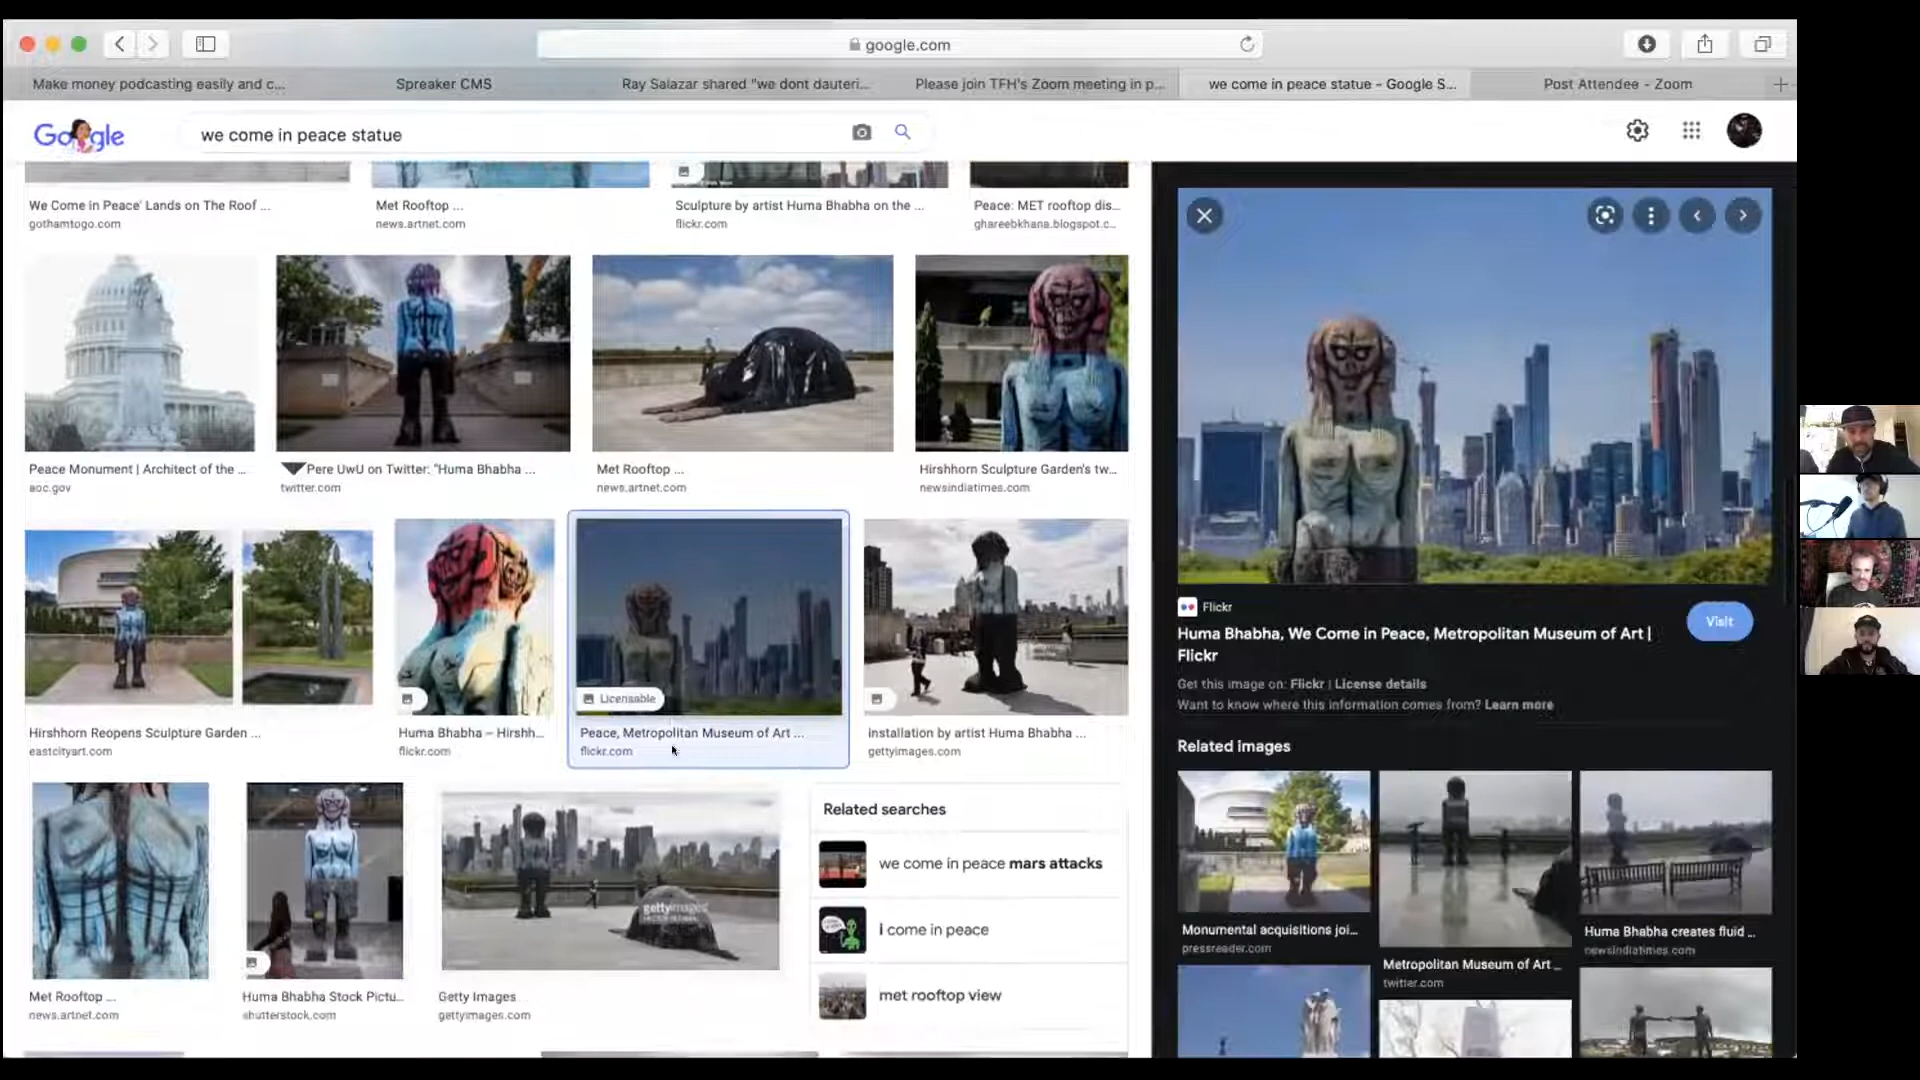 google.com
Make money podcasting easily and c...
Spreaker CMS
Ray Salazar shared "we dont dauteri...
Please join TFH's Zoom meeting in p...
we come in peace statue - Google S...
Post Attendee - Zoom
Google
we come in peace statue
We Come in Peace' Lands on The Roof ...
gothamtogo.com
Met Rooftop ...
news.artnet.com
Sculpture by artist Huma Bhabha on the ...
flickr.com
Peace: MET rooftop dis...
ghareebkhana.blogspot.c...
Peace Monument | Architect of the ...
aoc.gov
Pere UwU on Twitter: "Huma Bhabha ...
twitter.com
Met Rooftop ...
news.artnet.com
Hirshhorn Sculpture Garden's tw...
newsindiatimes.com
Hirshhorn Reopens Sculpture Garden ...
eastcityart.com
Huma Bhabha – Hirshh...
flickr.com
Licensable
Peace, Metropolitan Museum of Art ...
flickr.com
installation by artist Huma Bhabha ...
gettyimages.com
Met Rooftop ...
news.artnet.com
Huma Bhabha Stock Pictu...
shutterstock.com
gettyimages
Getty Images
gettyimages.com
Related searches
we come in peace mars attacks
i come in peace
met rooftop view
Flickr
Visit
Huma Bhabha, We Come in Peace, Metropolitan Museum of Art |
Flickr
Get this image on: Flickr | License details
Want to know where this information comes from? Learn more
Related images
Monumental acquisitions joi...
pressreader.com
Metropolitan Museum of Art ...
twitter.com
Huma Bhabha creates fluid ...
newsindiatimes.com